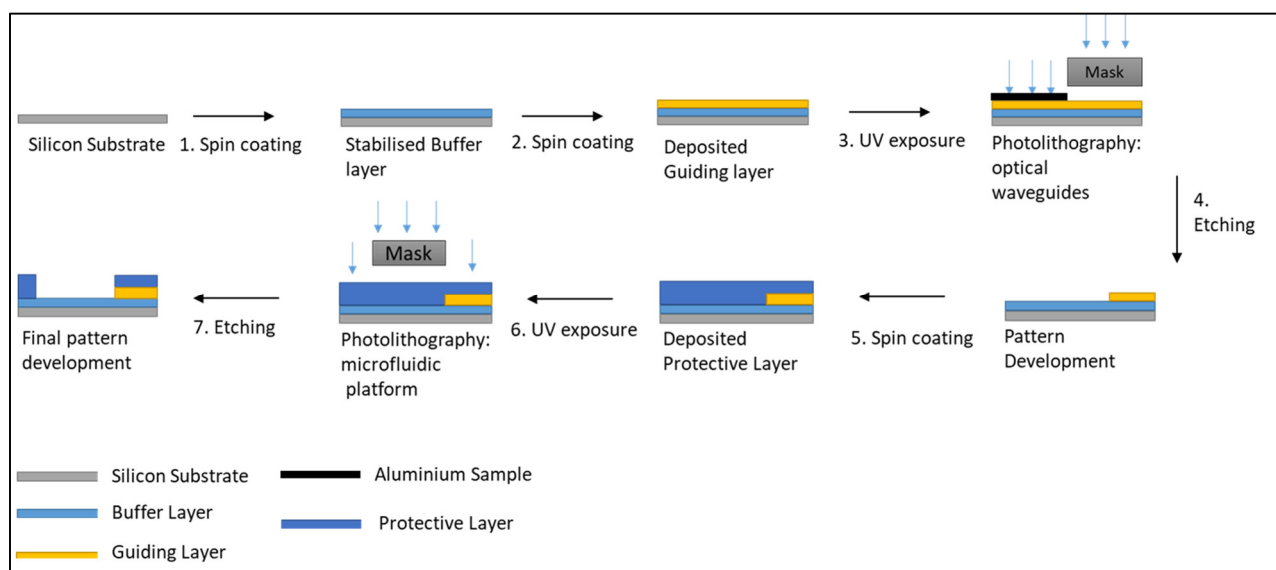 Mask
Silicon Substrate
1. Spin coating
Stabilised Buffer
layer
2. Spin coating
Deposited
Guiding layer
3. UV exposure
Photolithography:
optical
waveguides
4.
Etching
Pattern
Development
5. Spin coating
Deposited
Protective Layer
6. UV exposure
Mask
Photolithography:
microfluidic
platform
7. Etching
Final pattern
development
Silicon Substrate
Buffer Layer
Guiding Layer
Aluminium Sample
Protective Layer